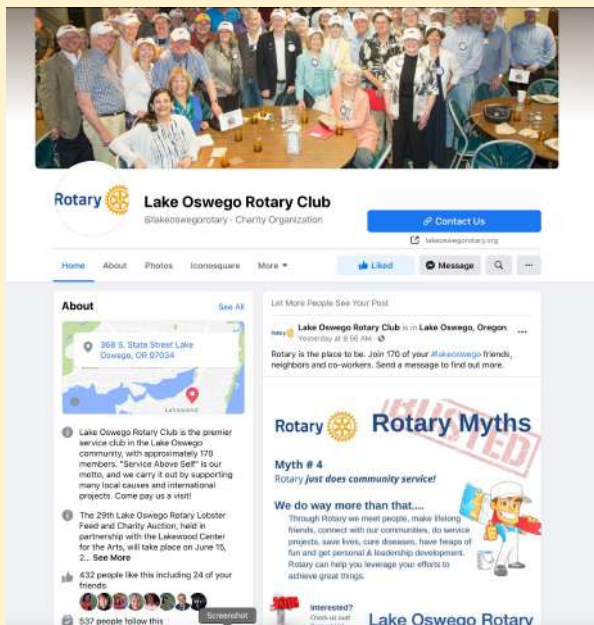 Rotary
Lake Oswego Rotary Club
@lakeoswegorotary · Charity Organization
Contact Us
lakeoswegorotary.org
Home
About
Photos
Iconosquare
More
Liked
Message
About
See All
368 S. State Street Lake
Oswego, OR 97034
Lakewood
Lake Oswego Rotary Club is the premier
service club in the Lake Oswego
community, with approximately 170
members. "Service Above Self" is our
motto, and we carry it out by supporting
many local causes and international
projects. Come pay us a visit!
The 29th Lake Oswego Rotary Lobster
Feed and Charity Auction, held in
partnership with the Lakewood Center
for the Arts, will take place on June 15,
2... See More
432 people like this including 24 of your
friends
537 people follow this
Screenshot
Let More People See Your Post
Lake Oswego Rotary Club is in Lake Oswego, Oregon.
Yesterday at 9:56 AM ·
Rotary is the place to be. Join 170 of your #lakeoswego friends,
neighbors and co-workers. Send a message to find out more.
BUSTED
Rotary
Rotary Myths
Myth # 4
Rotary just does community service!
We do way more than that....
Through Rotary we meet people, make lifelong
friends, connect with our communities, do service
projects, save lives, cure diseases, have heaps of
fun and get personal & leadership development.
Rotary can help you leverage your efforts to
achieve great things.
Interested?
Check us out!
Lake Oswego Rotary